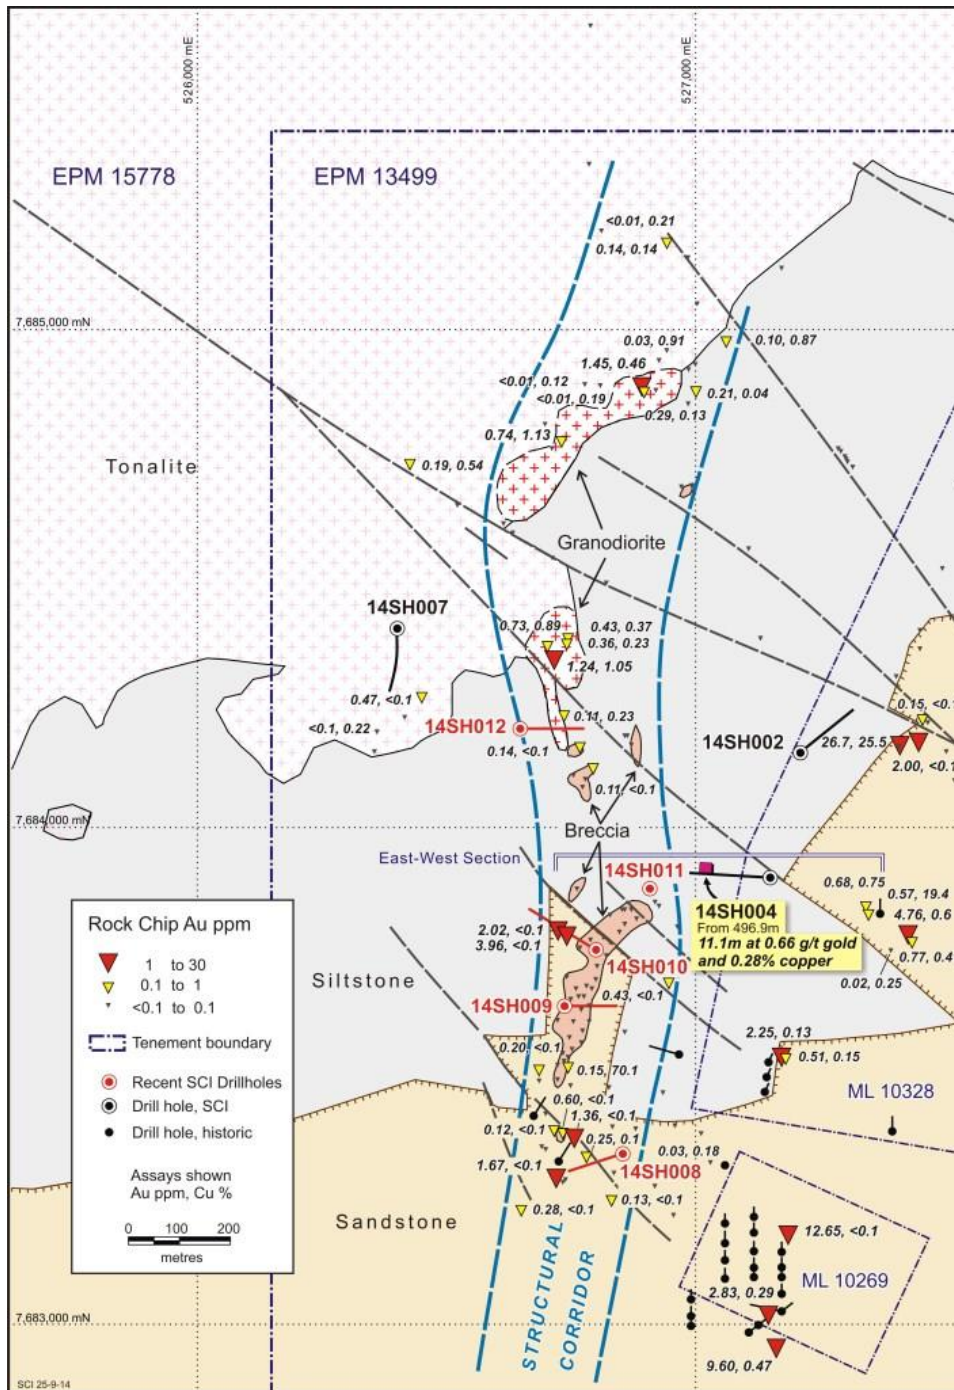 526,000 mE
527,000 mE
EPM 15778
EPM 13499
<0.01, 0.21
0.14, 0.14
7,685,000 mN
0.03, 0.91
0.10, 0.87
1.45, 0.46
<0.01, 0.12
<0.01, 0.19
0.21, 0.04
0.29, 0.13
0.74, 1.13
Tonalite
0.19, 0.54
Granodiorite
14SH007
0.73, 0.89
0.43, 0.37
0.36, 0.23
1.24, 1.05
0.47, <0.1
<0.1, 0.22
14SH012
0.11, 0.23
0.14, <0.1
14SH002
0.15, <0.1
26.7, 25.5
2.00, <0.1
0.11, <0.1
7,684,000 mN
Breccia
East-West Section
14SH011
0.68, 0.75
0.57, 19.4
4.76, 0.6
0.77, 0.4
0.02, 0.25
14SH004
From 496.9m
11.1m at 0.66 g/t gold
and 0.28% copper
2.02, <0.1
3.96, <0.1
14SH010
Siltstone
14SH009
0.43, <0.1
0.20, <0.1
0.15, 70.1
2.25, 0.13
0.51, 0.15
ML 10328
0.60, <0.1
1.36, <0.1
0.12, <0.1
0.25, 0.1
1.67, <0.1
14SH008
0.03, 0.18
0.28, <0.1
0.13, <0.1
Sandstone
STRUCTURAL
CORRIDOR
12.65, <0.1
ML 10269
2.83, 0.29
9.60, 0.47
7,683,000 mN
Rock Chip Au ppm
1 to 30
0.1 to 1
<0.1 to 0.1
Tenement boundary
Recent SCI Drillholes
Drill hole, SCI
Drill hole, historic
Assays shown
Au ppm, Cu %
0 100 200
metres
SCI 25-9-14